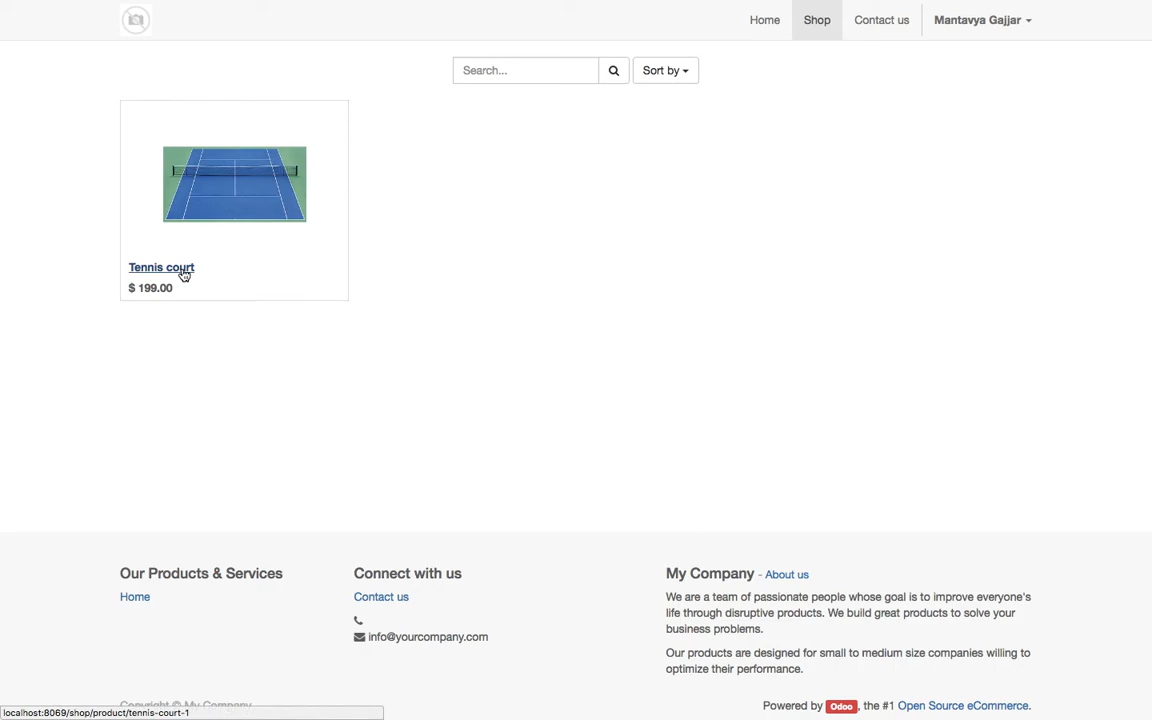 Home Shop Contact us Mantavya Gajjar
Search... Sort by
Tennis court
$ 199.00
Our Products & Services
Home
Connect with us
Contact us
info@yourcompany.com
My Company - About us
We are a team of passionate people whose goal is to improve everyone's
life through disruptive products. We build great products to solve your
business problems.
Our products are designed for small to medium size companies willing to
optimize their performance.
Copyright © My Company
Powered by Odoo, the #1 Open Source eCommerce.
localhost:8069/shop/product/tennis-court-1